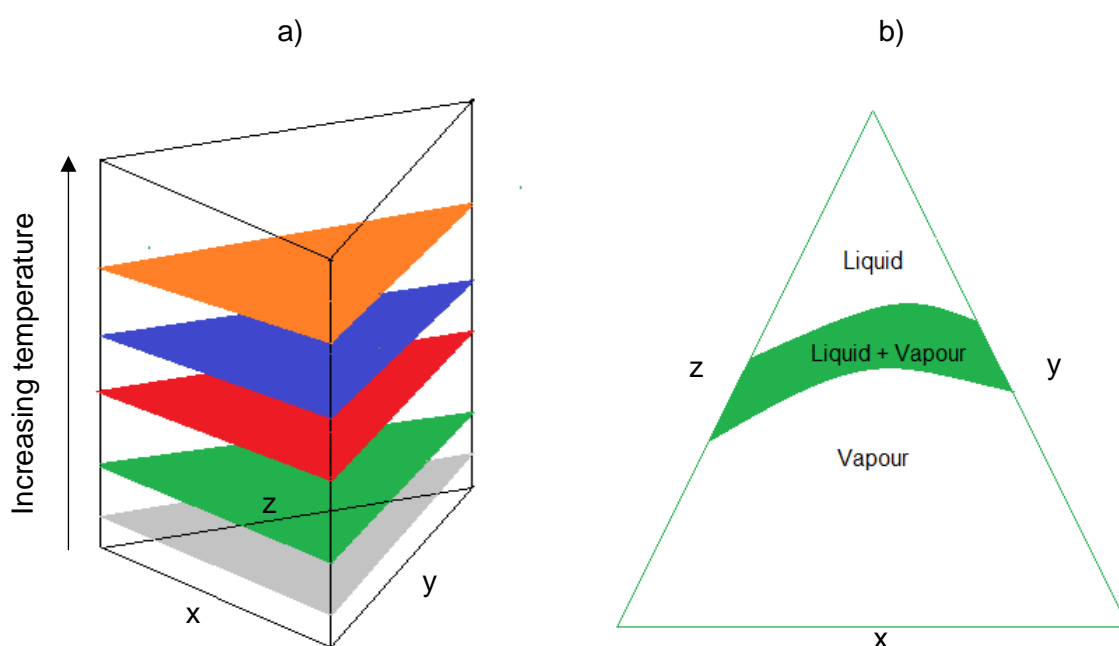 a)
b)
Increasing temperature
z
x
y
Liquid
Liquid + Vapour
Vapour
z
y
x